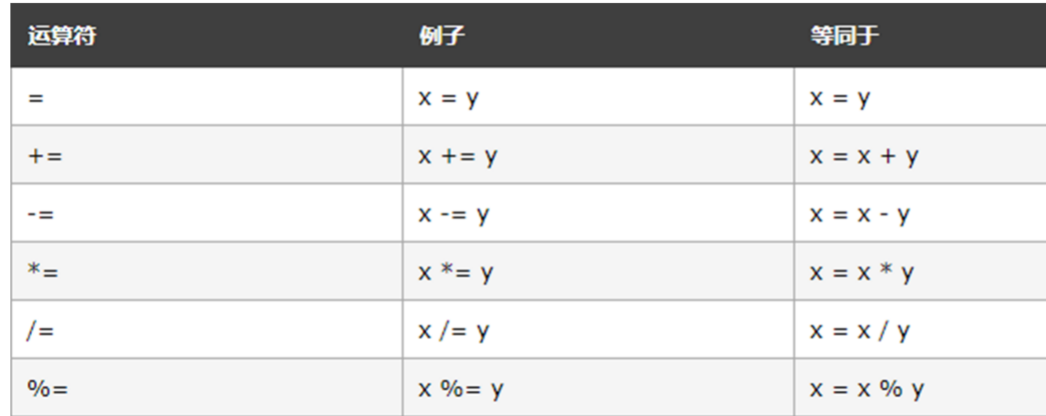 运算符 例子 等同于
= x = y x = y
+= x += y x = x + y
-= x -= y x = x - y
*= x *= y x = x * y
/= x /= y x = x / y
%= x %= y x = x % y